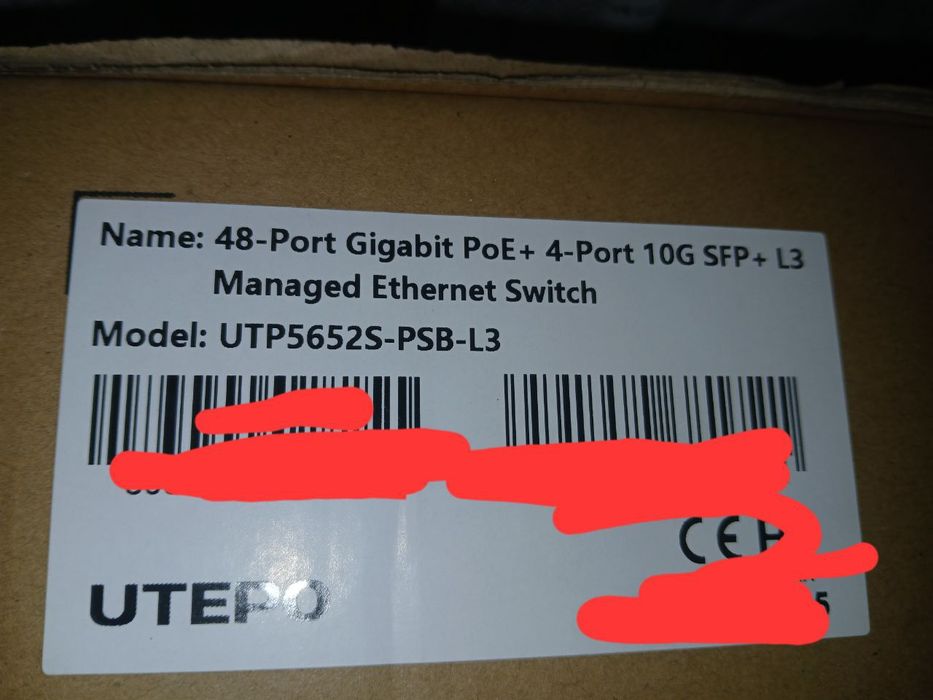 Name: 48-Port Gigabit PoE+ 4-Port 10G SFP+ L3
Managed Ethernet Switch
Model: UTP5652S-PSB-L3
CE
UTEPO
5